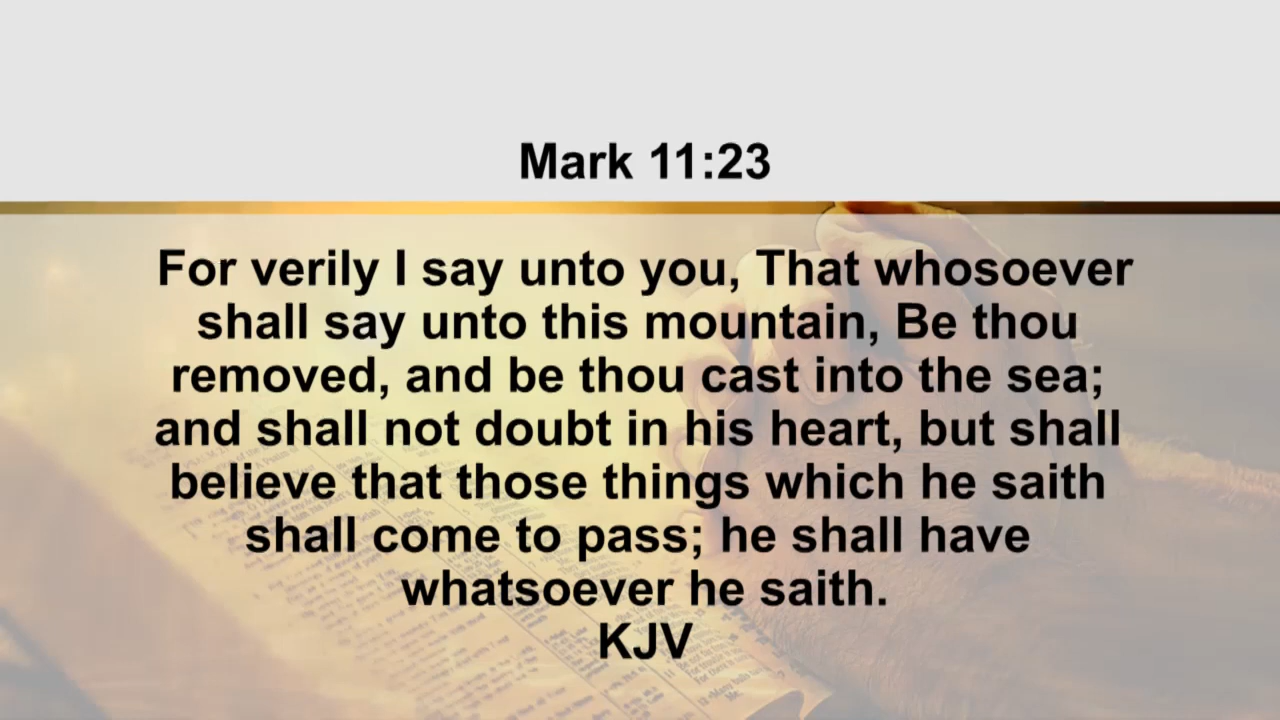 Mark 11:23
For verily I say unto you, That whosoever
shall say unto this mountain, Be thou
removed, and be thou cast into the sea;
and shall not doubt in his heart, but shall
believe that those things which he saith
shall come to pass; he shall have
whatsoever he saith.
KJV